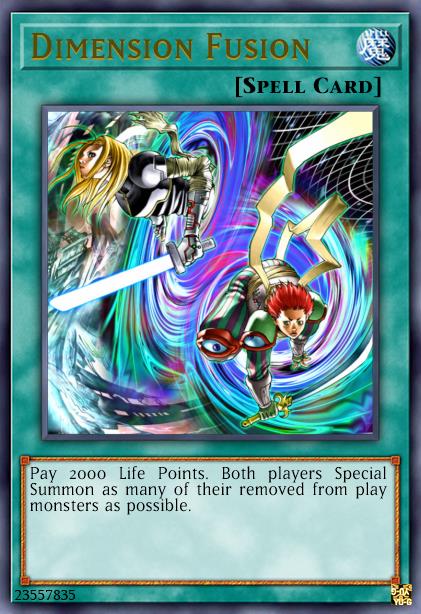 Dimension Fusion
魔
[Spell Card]
Pay 2000 Life Points. Both players Special
Summon as many of their removed from play
monsters as possible.
23557835